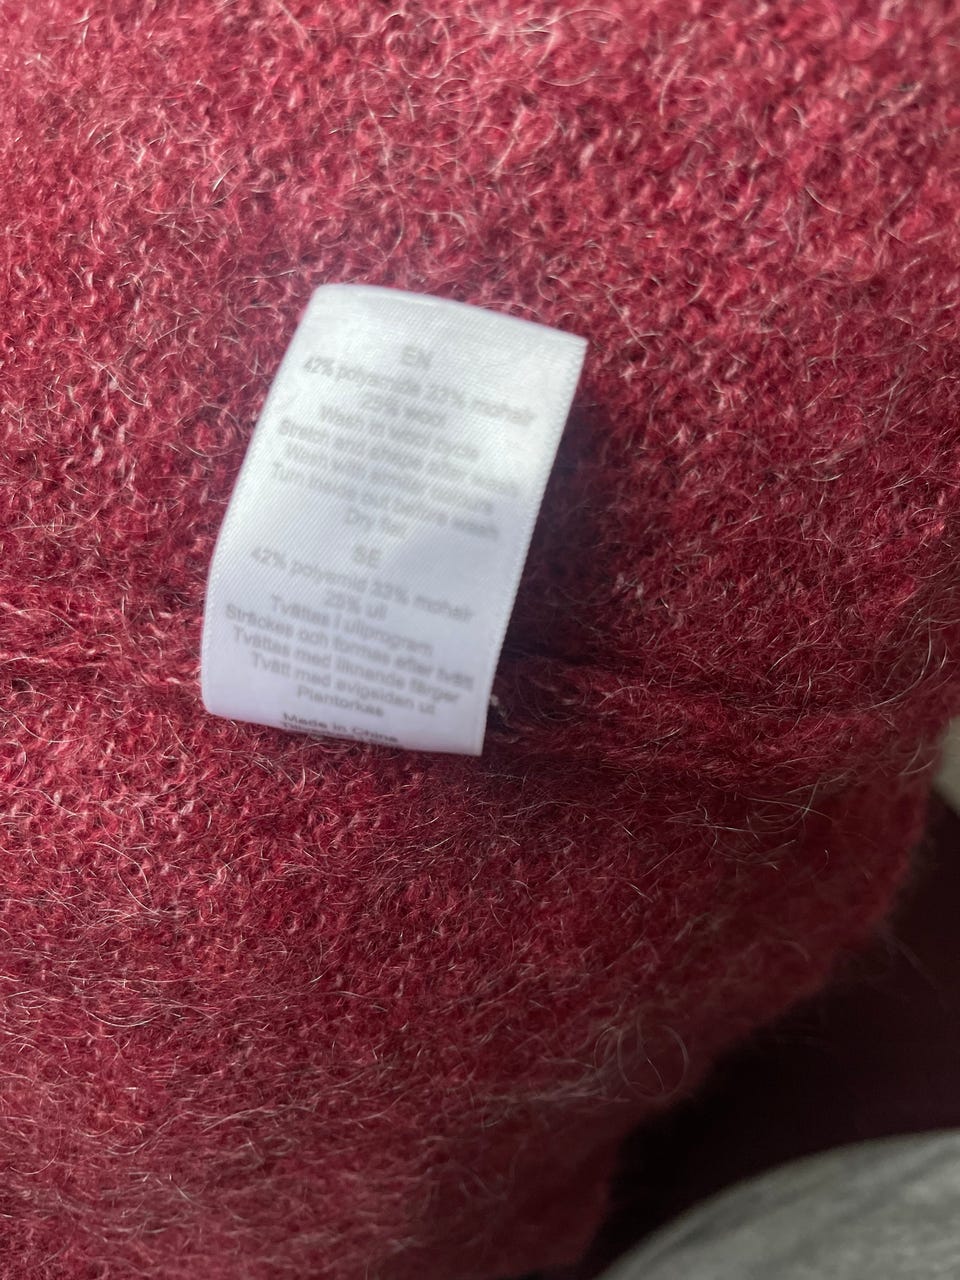 EN
42% polyamide 33% mohair
25% wool
Wash in wool cycle
Stretch and shape after wash
Wash with similar colours
Turn inside out before wash
Dry flat
SE
42% polyamid 33% mohair
25% ull
Tvättas i ullprogram
Sträckes och formas efter tvätt
Tvättas med liknande färger
Tvätt med avigsidan ut
Plantorkas
Made in China